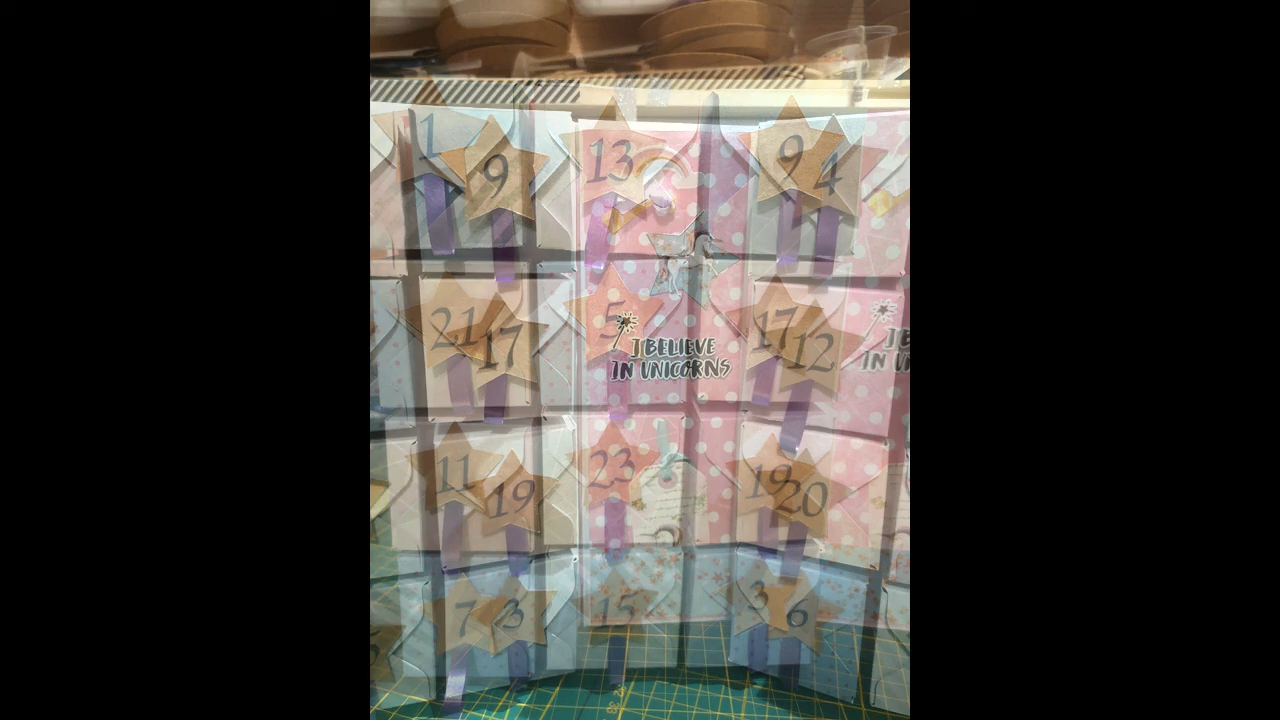 1 9 13 9 4
21 17 5 17 12
I BELIEVE
IN UNICORNS
I B
IN U
11 19 23 19 20
7 3 15 3 6